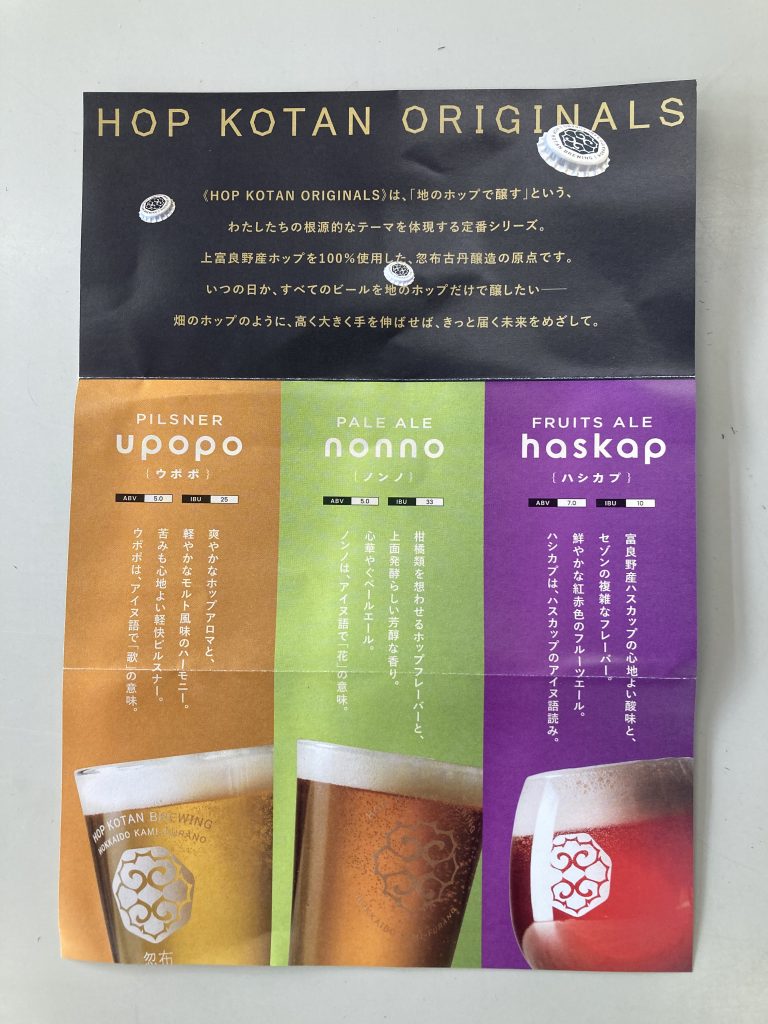 HOP KOTAN ORIGINALS
《HOP KOTAN ORIGINALS》は、「地のホップで醸す」という、
わたしたちの根源的なテーマを体現する定番シリーズ。
上富良野産ホップを100%使用した、忽布古丹醸造の原点です。
いつの日か、すべてのビールを地のホップだけで醸したい──
畑のホップのように、高く大きく手を伸ばせば、きっと届く未来をめざして。
PILSNER
upopo
{ウポポ}
ABV 5.0 IBU 25
爽やかなホップアロマと、
軽やかなモルト風味のハーモニー。
苦みも心地よい軽快ピルスナー。
ウポポは、アイヌ語で「歌」の意味。
HOP KOTAN BREWING
HOKKAIDO KAMI-FURANO
忽布
PALE ALE
nonno
{ノンノ}
ABV 5.0 IBU 33
柑橘類を想わせるホップフレーバーと、
上面発酵らしい芳醇な香り。
心華やぐペールエール。
ノンノは、アイヌ語で「花」の意味。
HOKKAIDO KAMI-FURANO
FRUITS ALE
haskap
{ハシカプ}
ABV 7.0 IBU 10
富良野産ハスカップの心地よい酸味と、
セゾンの複雑なフレーバー。
鮮やかな紅赤色のフルーツエール。
ハシカプは、ハスカップのアイヌ語読み。